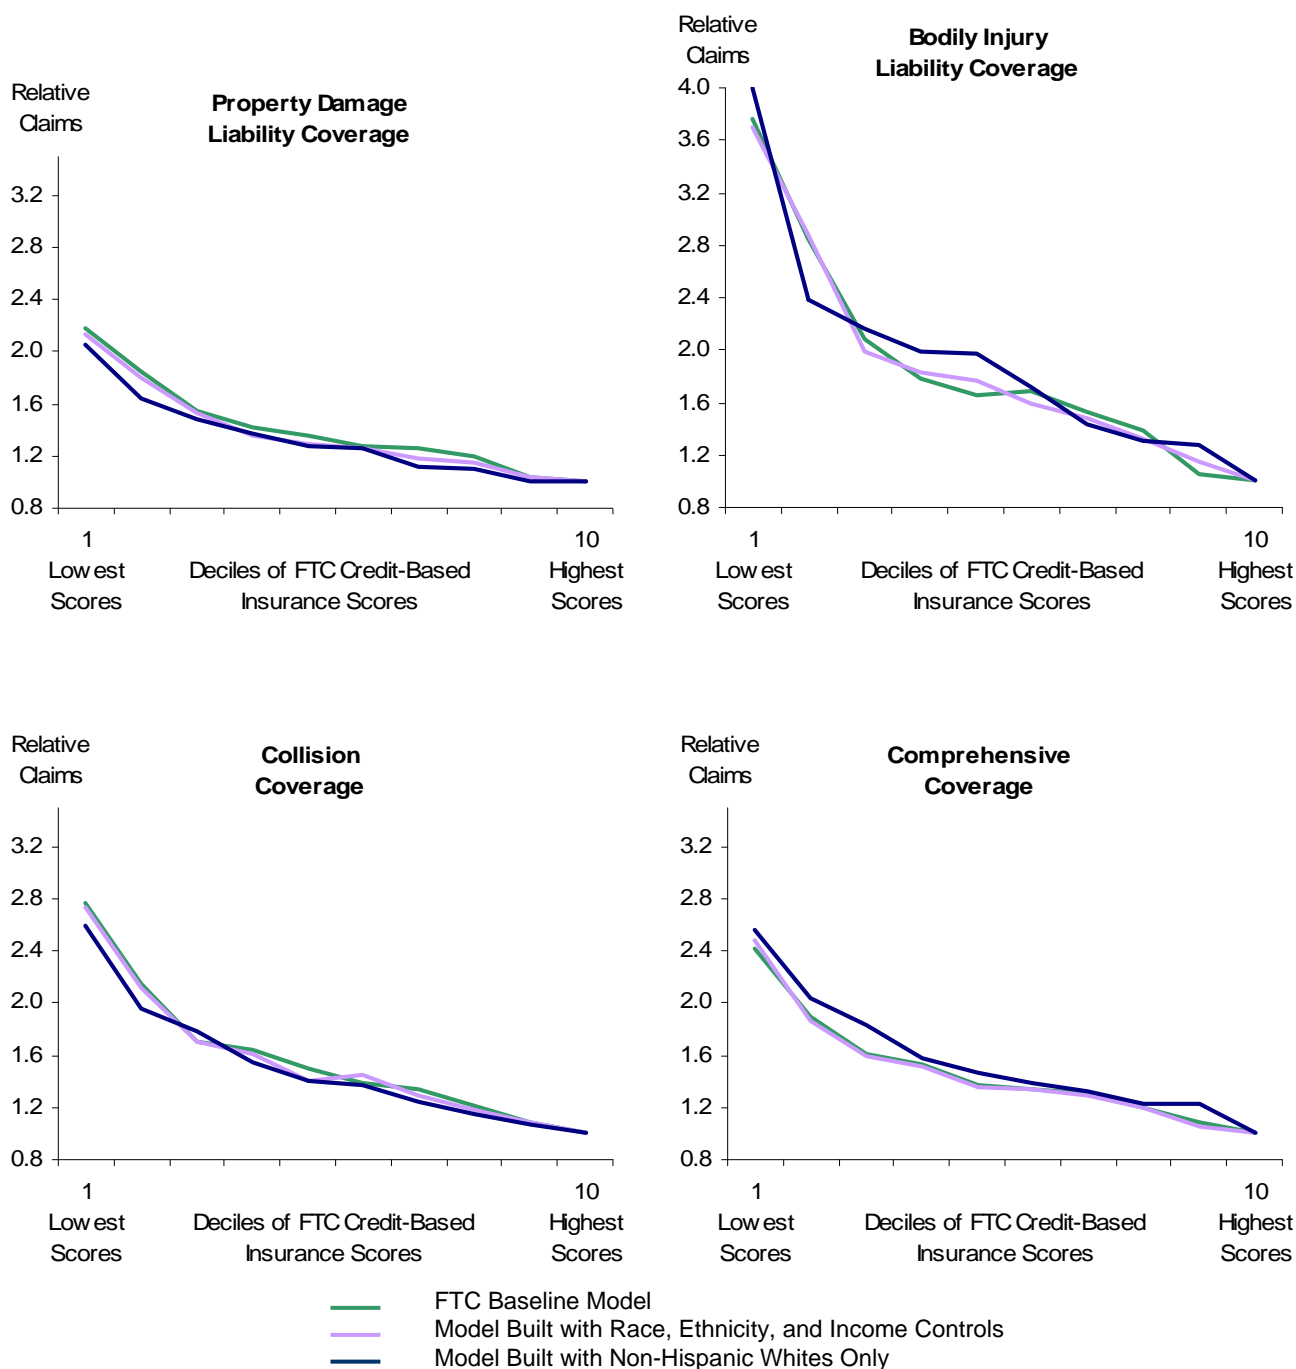 Relative
Claims
Property Damage
Liability Coverage
3.2
2.8
2.4
2.0
1.6
1.2
0.8
1
10
Lowest
Scores
Deciles of FTC Credit-Based
Insurance Scores
Highest
Scores
Relative
Claims
Bodily Injury
Liability Coverage
4.0
3.6
3.2
2.8
2.4
2.0
1.6
1.2
0.8
1
10
Lowest
Scores
Deciles of FTC Credit-Based
Insurance Scores
Highest
Scores
Relative
Claims
Collision
Coverage
3.2
2.8
2.4
2.0
1.6
1.2
0.8
1
10
Lowest
Scores
Deciles of FTC Credit-Based
Insurance Scores
Highest
Scores
Relative
Claims
Comprehensive
Coverage
3.2
2.8
2.4
2.0
1.6
1.2
0.8
1
10
Lowest
Scores
Deciles of FTC Credit-Based
Insurance Scores
Highest
Scores
FTC Baseline Model
Model Built with Race, Ethnicity, and Income Controls
Model Built with Non-Hispanic Whites Only